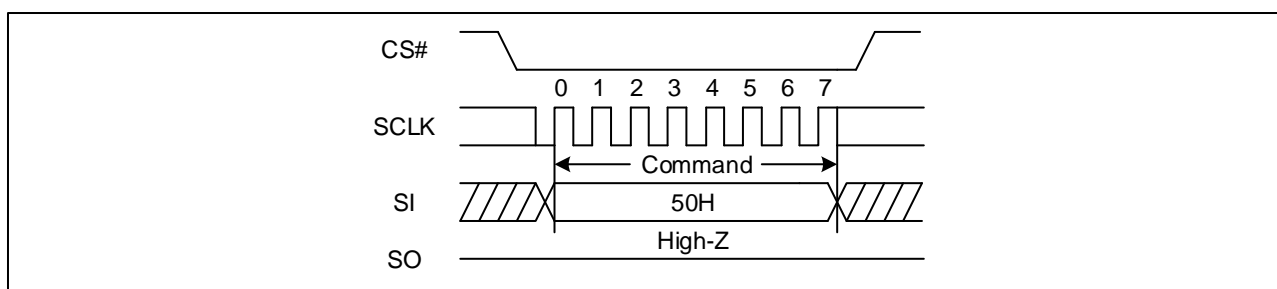 CS#
0 1 2 3 4 5 6 7
SCLK
Command
SI
50H
High-Z
SO